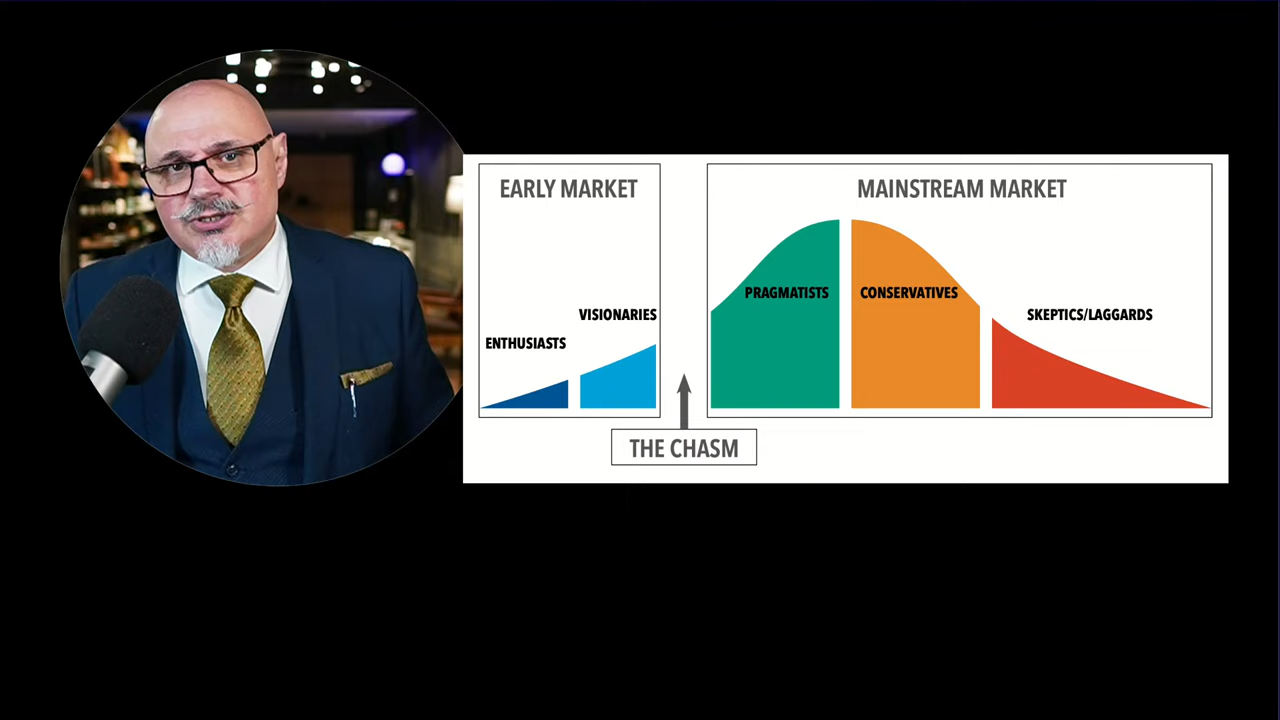 EARLY MARKET
MAINSTREAM MARKET
ENTHUSIASTS
VISIONARIES
PRAGMATISTS
CONSERVATIVES
SKEPTICS/LAGGARDS
THE CHASM